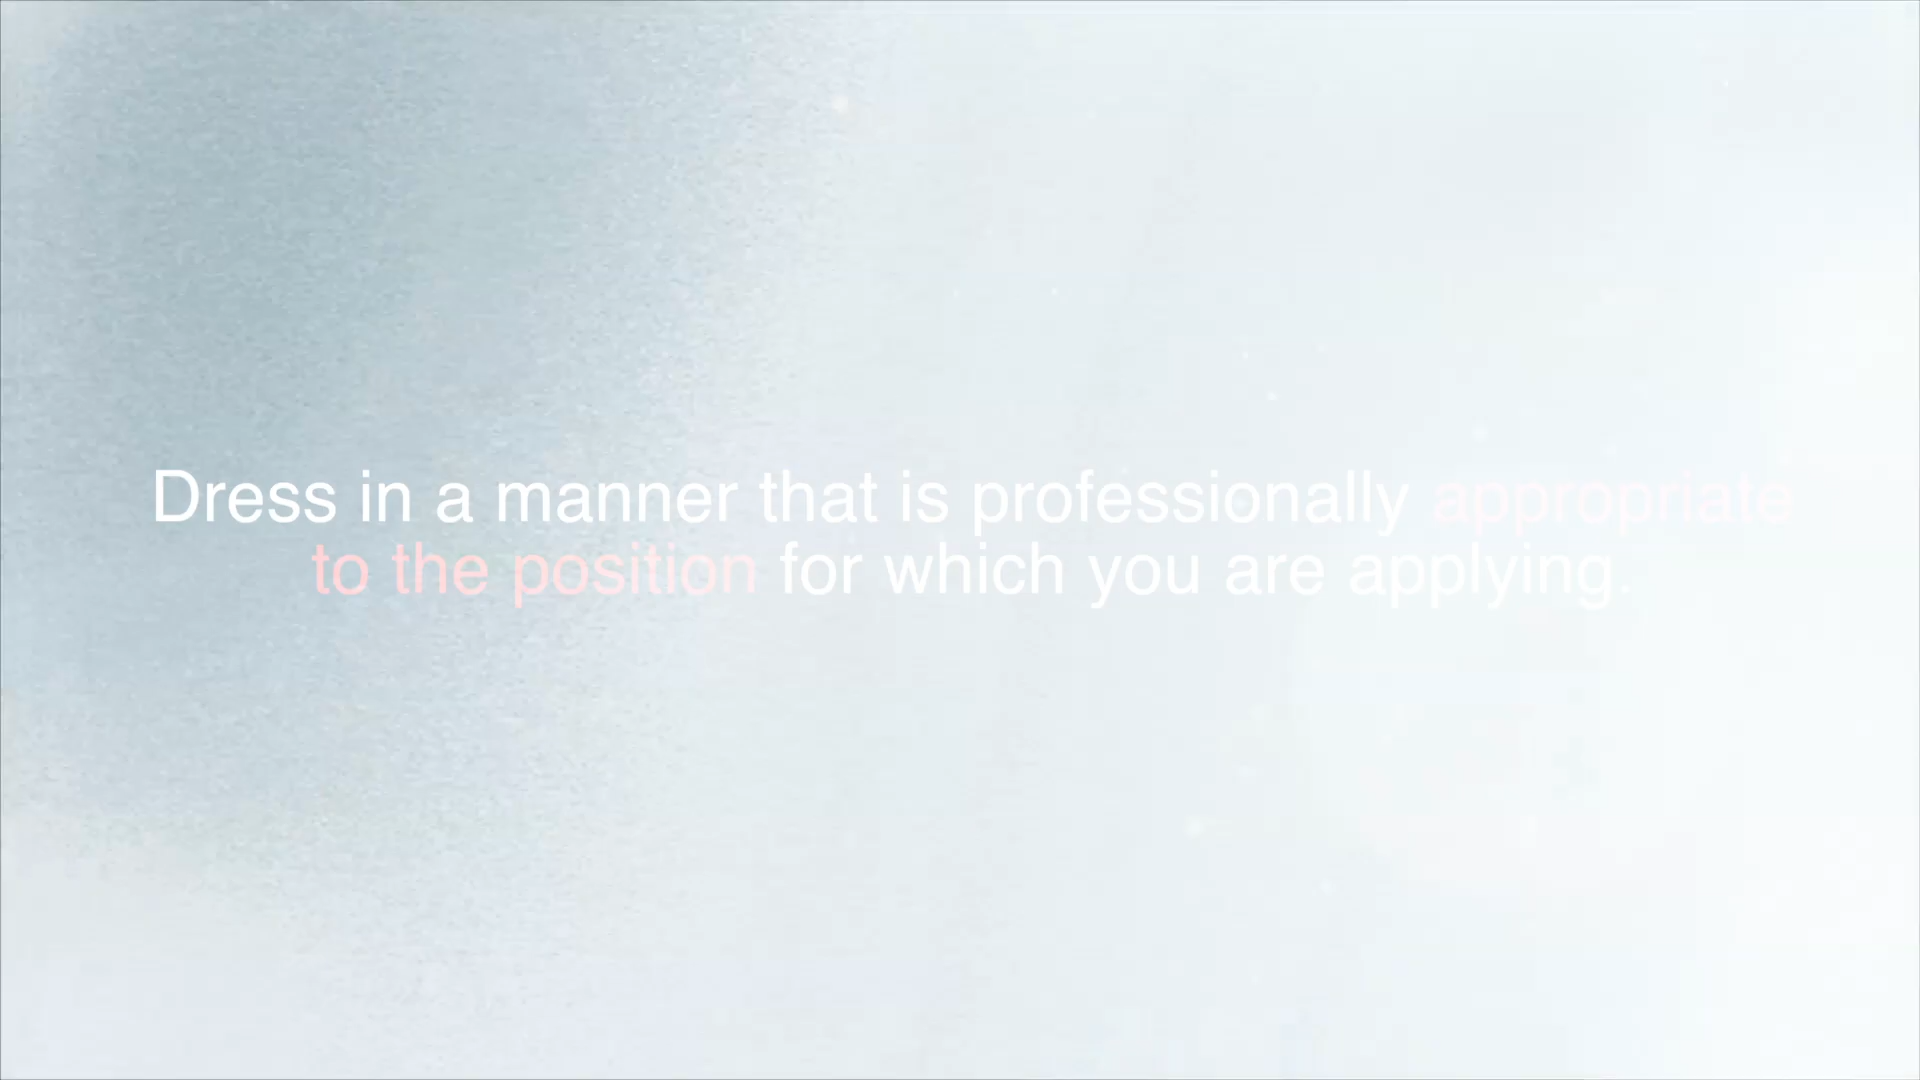 Dress in a manner that is professionally appropriate
to the position for which you are applying.